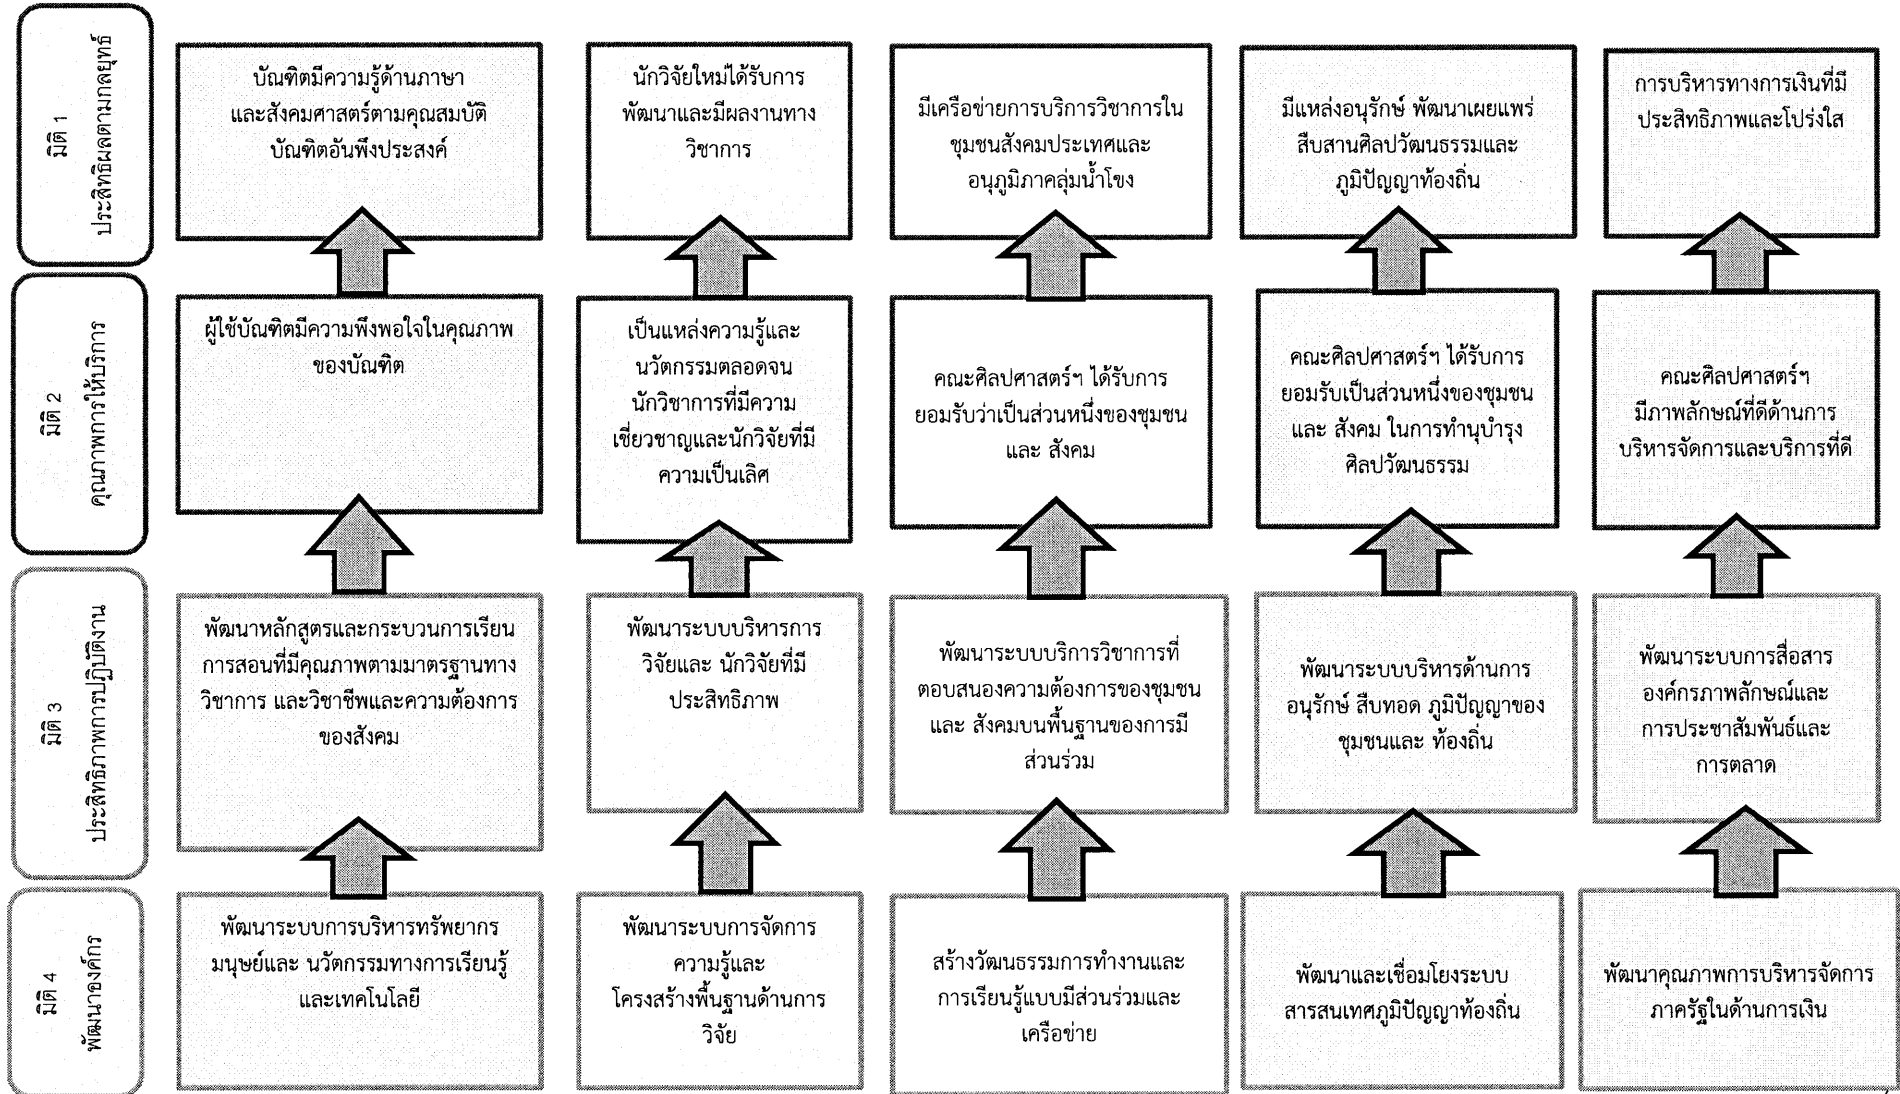 มิติ 1
ประสิทธิผลตามกลยุทธ์
บัณฑิตมีความรู้ด้านภาษา
และสังคมศาสตร์ตามคุณสมบัติ
บัณฑิตอันพึงประสงค์
นักวิจัยใหม่ได้รับการ
พัฒนาและมีผลงานทาง
วิชาการ
มีเครือข่ายการบริการวิชาการใน
ชุมชนสังคมประเทศและ
อนุภูมิภาคลุ่มน้ำโขง
มีแหล่งอนุรักษ์ พัฒนาเผยแพร่
สืบสานศิลปวัฒนธรรมและ
ภูมิปัญญาท้องถิ่น
การบริหารทางการเงินที่มี
ประสิทธิภาพและโปร่งใส
มิติ 2
คุณภาพการให้บริการ
ผู้ใช้บัณฑิตมีความพึงพอใจในคุณภาพ
ของบัณฑิต
เป็นแหล่งความรู้และ
นวัตกรรมตลอดจน
นักวิชาการที่มีความ
เชี่ยวชาญและนักวิจัยที่มี
ความเป็นเลิศ
คณะศิลปศาสตร์ฯ ได้รับการ
ยอมรับว่าเป็นส่วนหนึ่งของชุมชน
และ สังคม
คณะศิลปศาสตร์ฯ ได้รับการ
ยอมรับเป็นส่วนหนึ่งของชุมชน
และ สังคม ในการทำนุบำรุง
ศิลปวัฒนธรรม
คณะศิลปศาสตร์ฯ
มีภาพลักษณ์ที่ดีด้านการ
บริหารจัดการและบริการที่ดี
มิติ 3
ประสิทธิภาพการปฏิบัติงาน
พัฒนาหลักสูตรและกระบวนการเรียน
การสอนที่มีคุณภาพตามมาตรฐานทาง
วิชาการ และวิชาชีพและความต้องการ
ของสังคม
พัฒนาระบบบริหารการ
วิจัยและ นักวิจัยที่มี
ประสิทธิภาพ
พัฒนาระบบบริการวิชาการที่
ตอบสนองความต้องการของชุมชน
และ สังคมบนพื้นฐานของการมี
ส่วนร่วม
พัฒนาระบบบริหารด้านการ
อนุรักษ์ สืบทอด ภูมิปัญญาของ
ชุมชนและ ท้องถิ่น
พัฒนาระบบการสื่อสาร
องค์กรภาพลักษณ์และ
การประชาสัมพันธ์และ
การตลาด
มิติ 4
พัฒนาองค์กร
พัฒนาระบบการบริหารทรัพยากร
มนุษย์และ นวัตกรรมทางการเรียนรู้
และเทคโนโลยี
พัฒนาระบบการจัดการ
ความรู้และ
โครงสร้างพื้นฐานด้านการ
วิจัย
สร้างวัฒนธรรมการทำงานและ
การเรียนรู้แบบมีส่วนร่วมและ
เครือข่าย
พัฒนาและเชื่อมโยงระบบ
สารสนเทศภูมิปัญญาท้องถิ่น
พัฒนาคุณภาพการบริหารจัดการ
ภาครัฐในด้านการเงิน